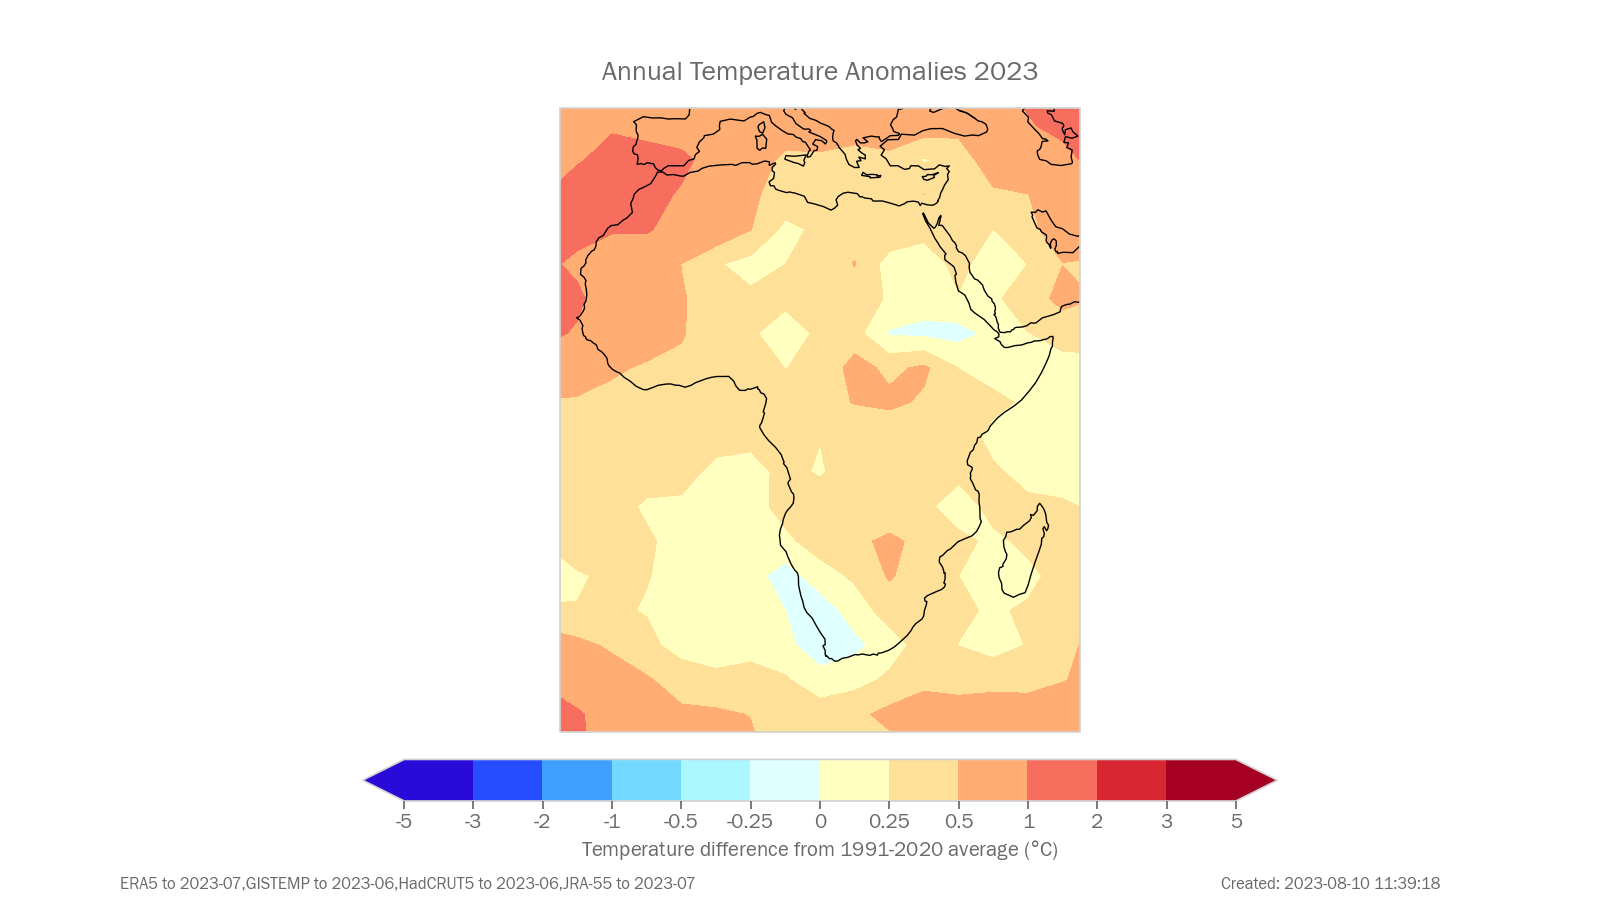 Annual Temperature Anomalies 2023
-5 -3 -2 -1 -0.5 -0.25 0 0.25 0.5 1 2 3 5
Temperature difference from 1991-2020 average (°C)
ERA5 to 2023-07,GISTEMP to 2023-06,HadCRUT5 to 2023-06,JRA-55 to 2023-07
Created: 2023-08-10 11:39:18